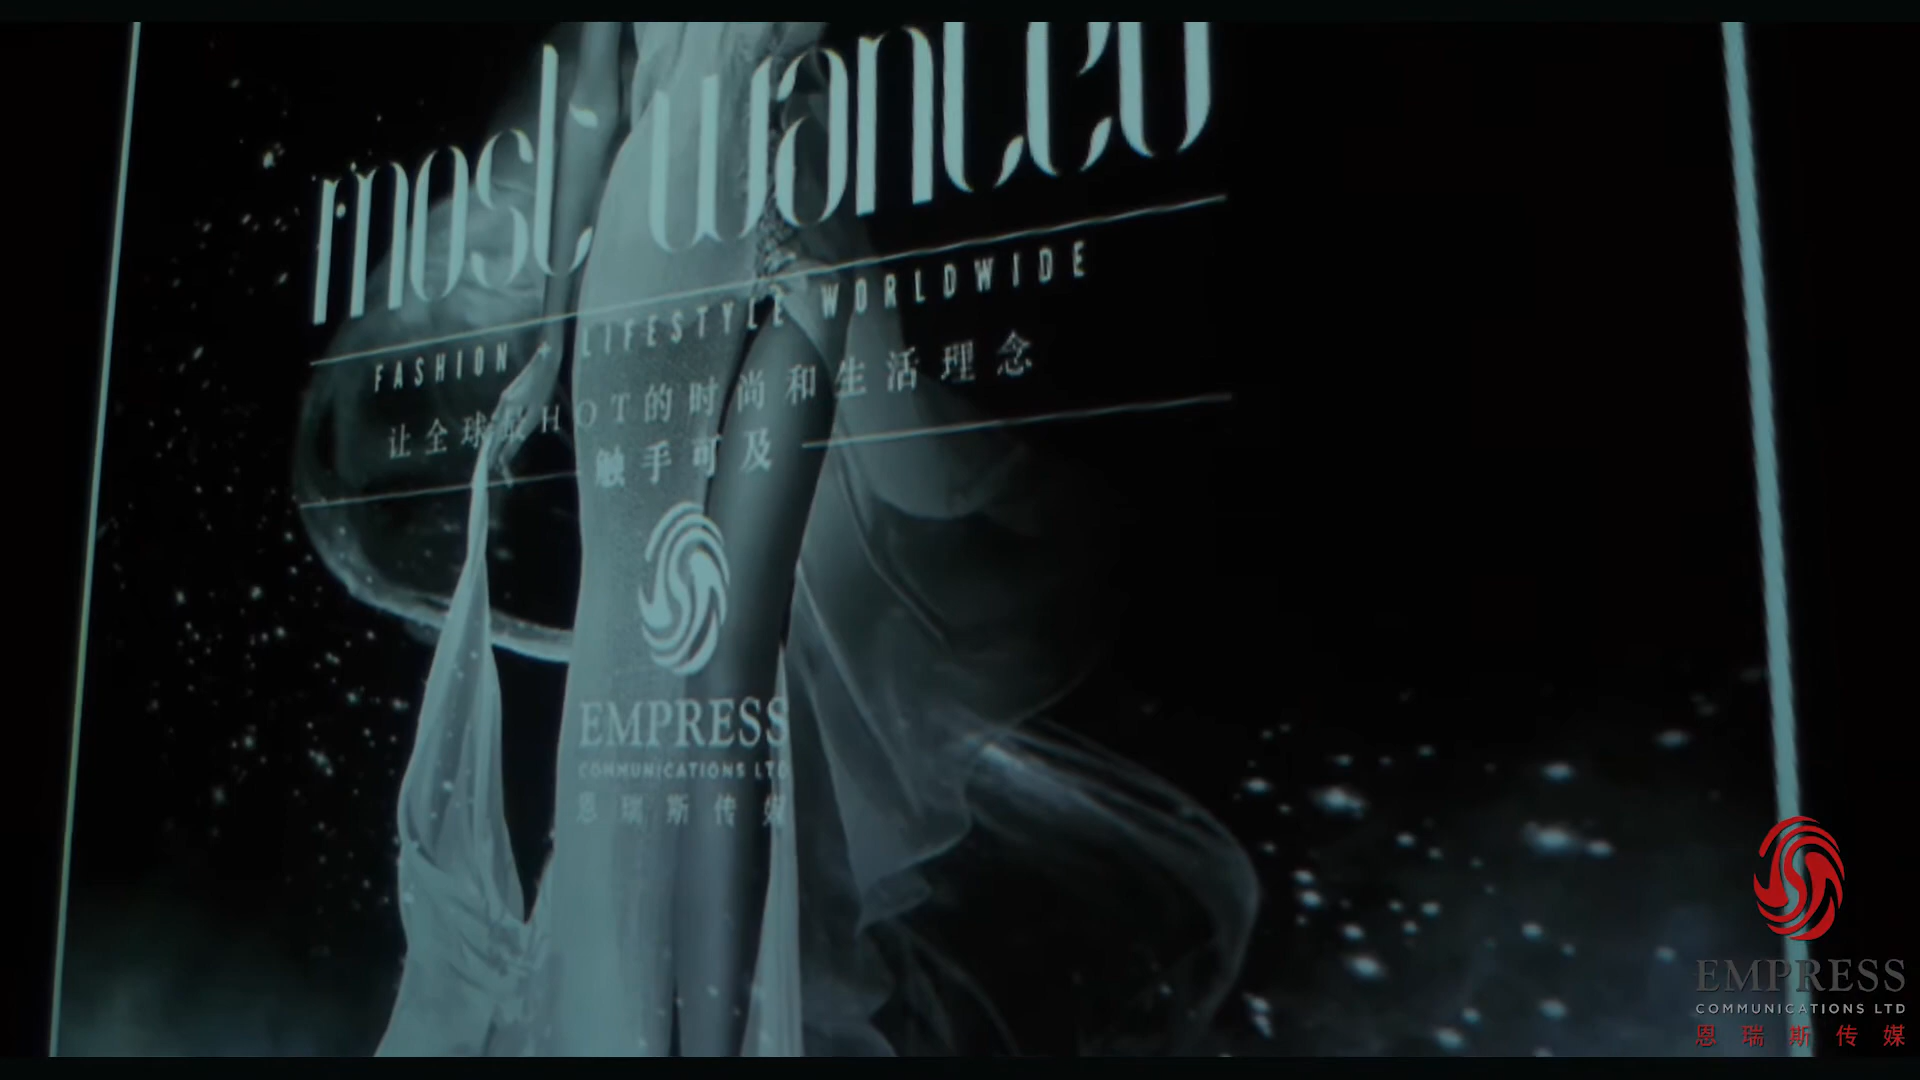 most wanted
FASHION + LIFESTYLE WORLDWIDE
让全球最HOT的时尚和生活理念
触手可及
EMPRESS
COMMUNICATIONS LTD
恩瑞斯传媒
EMPRESS
COMMUNICATIONS LTD
恩瑞斯传媒